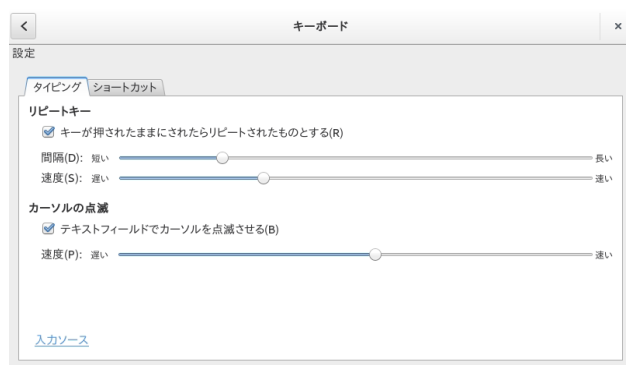 キーボード
設定
タイピング ショートカット
リピートキー
キーが押されたままにされたらリピートされたものとする(R)
間隔(D): 短い 長い
速度(S): 遅い 速い
カーソルの点滅
テキストフィールドでカーソルを点滅させる(B)
速度(P): 遅い 速い
入力ソース